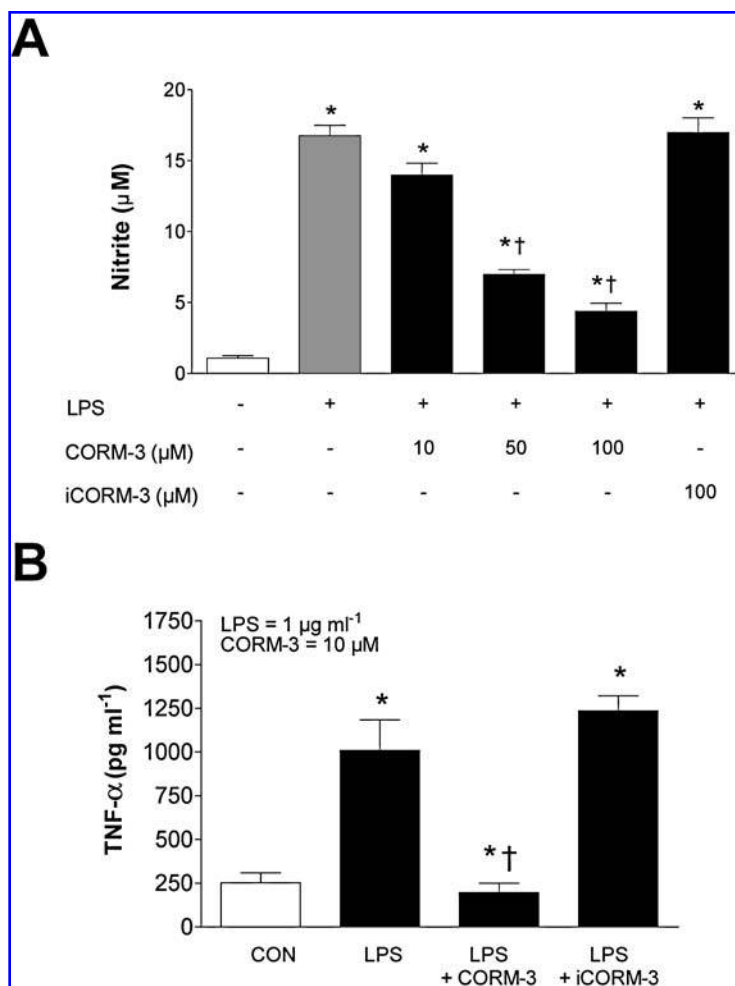 A
20
15
10
5
0
Nitrite (µM)
*
*
*†
*†
*
LPS - + + + + +
CORM-3 (µM) - - 10 50 100 -
iCORM-3 (µM) - - - - - 100
B
LPS = 1 µg ml⁻¹
CORM-3 = 10 µM
1750
1500
1250
1000
750
500
250
0
TNF-α (pg ml⁻¹)
*
*†
*
CON LPS LPS LPS
+ CORM-3 + iCORM-3